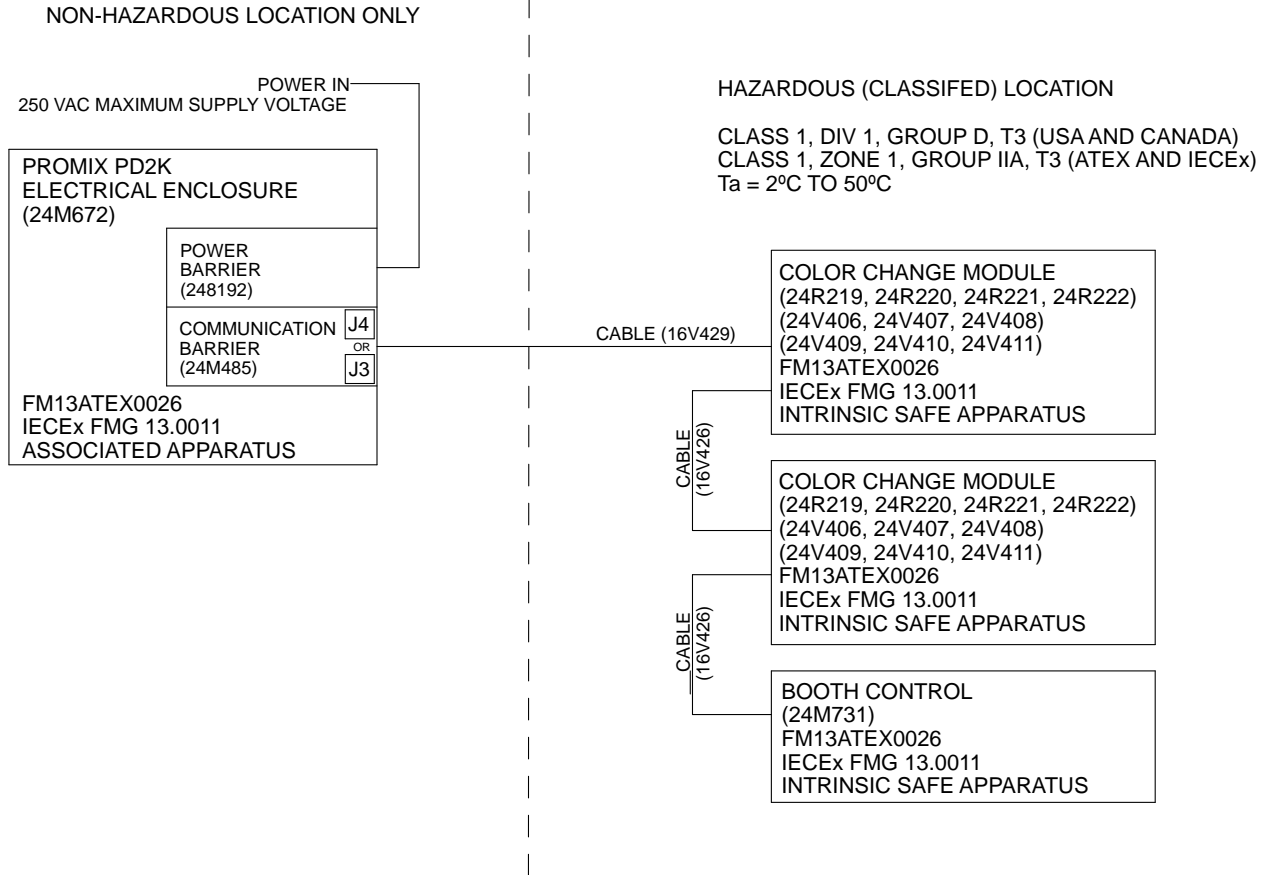 NON-HAZARDOUS LOCATION ONLY
POWER IN
250 VAC MAXIMUM SUPPLY VOLTAGE
PROMIX PD2K
ELECTRICAL ENCLOSURE
(24M672)
POWER
BARRIER
(248192)
COMMUNICATION
BARRIER
(24M485)
J4
OR
J3
FM13ATEX0026
IECEx FMG 13.0011
ASSOCIATED APPARATUS
CABLE (16V429)
HAZARDOUS (CLASSIFED) LOCATION
CLASS 1, DIV 1, GROUP D, T3 (USA AND CANADA)
CLASS 1, ZONE 1, GROUP IIA, T3 (ATEX AND IECEx)
Ta = 2ºC TO 50ºC
COLOR CHANGE MODULE
(24R219, 24R220, 24R221, 24R222)
(24V406, 24V407, 24V408)
(24V409, 24V410, 24V411)
FM13ATEX0026
IECEx FMG 13.0011
INTRINSIC SAFE APPARATUS
CABLE
(16V426)
COLOR CHANGE MODULE
(24R219, 24R220, 24R221, 24R222)
(24V406, 24V407, 24V408)
(24V409, 24V410, 24V411)
FM13ATEX0026
IECEx FMG 13.0011
INTRINSIC SAFE APPARATUS
CABLE
(16V426)
BOOTH CONTROL
(24M731)
FM13ATEX0026
IECEx FMG 13.0011
INTRINSIC SAFE APPARATUS